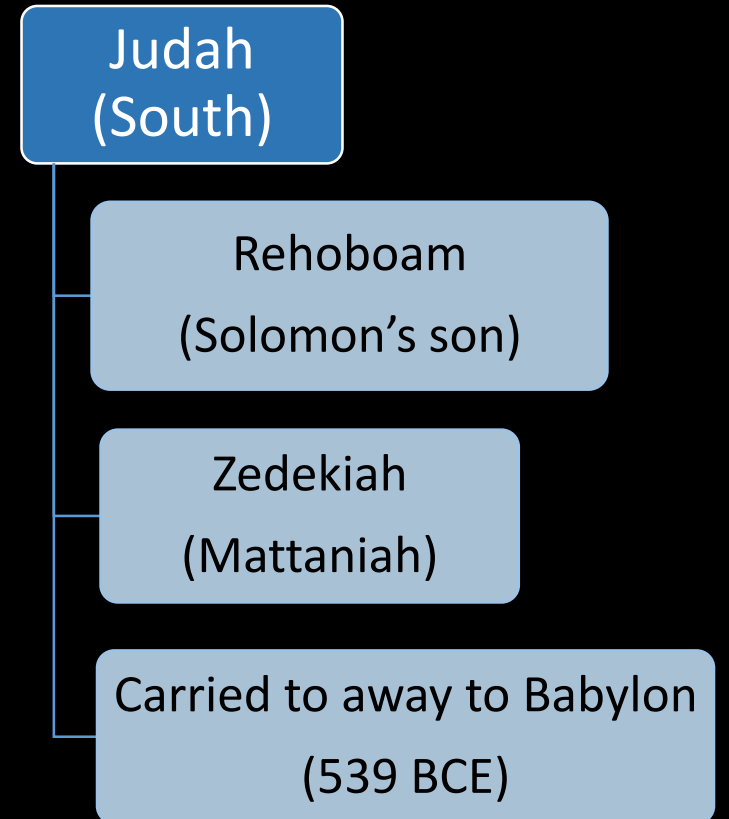 Judah
(South)
Rehoboam
(Solomon’s son)
Zedekiah
(Mattaniah)
Carried to away to Babylon
(539 BCE)